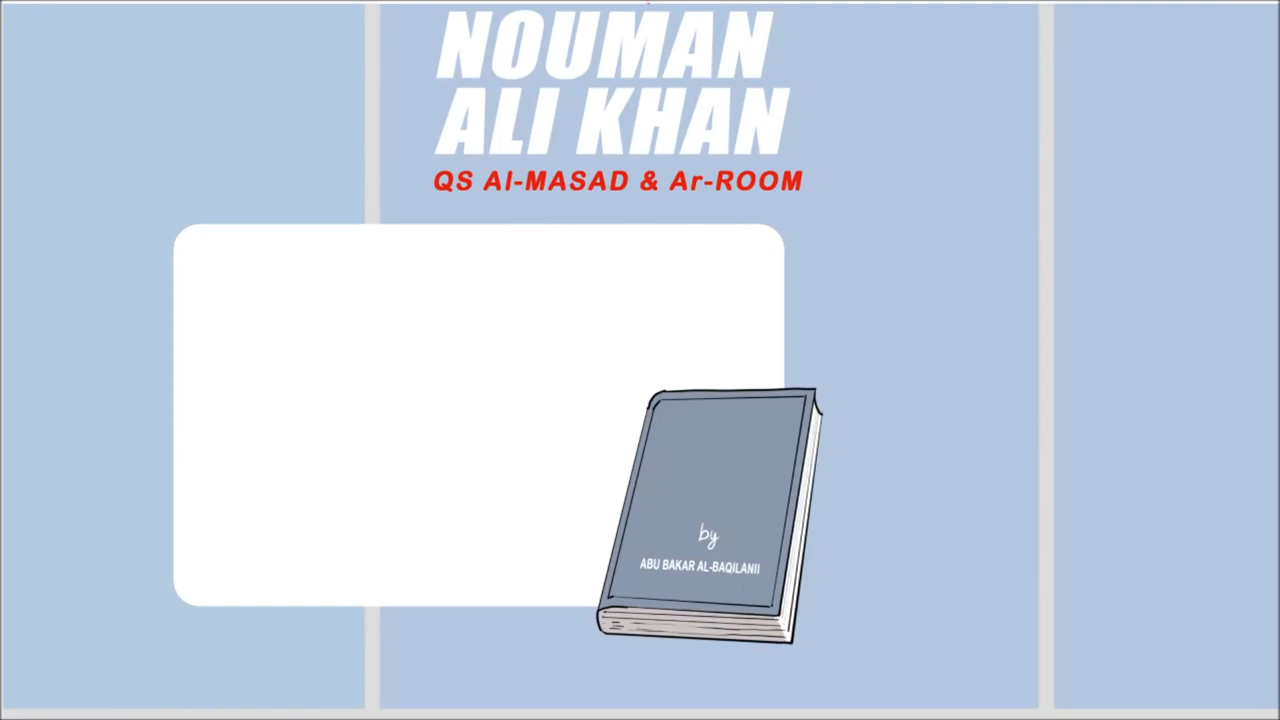 NOUMAN
ALI KHAN
QS Al-MASAD & Ar-ROOM
by
ABU BAKAR AL-BAQILANII